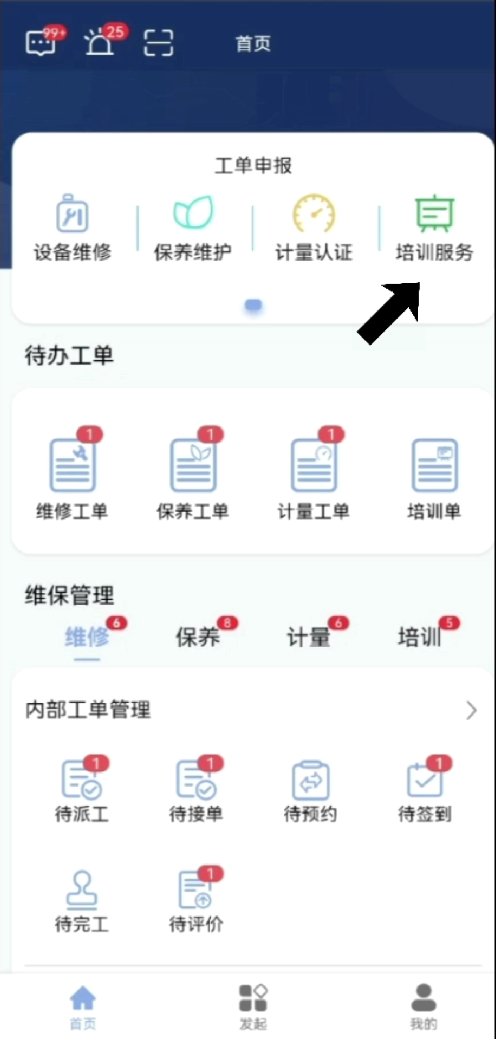 99+ 25 首页
工单申报
设备维修 保养维护 计量认证 培训服务
待办工单
1 1 1
维修工单 保养工单 计量工单 培训单
维保管理
维修 6 保养 8 计量 6 培训 5
内部工单管理
1 1 1
待派工 待接单 待预约 待签到
1
待完工 待评价
首页 发起 我的